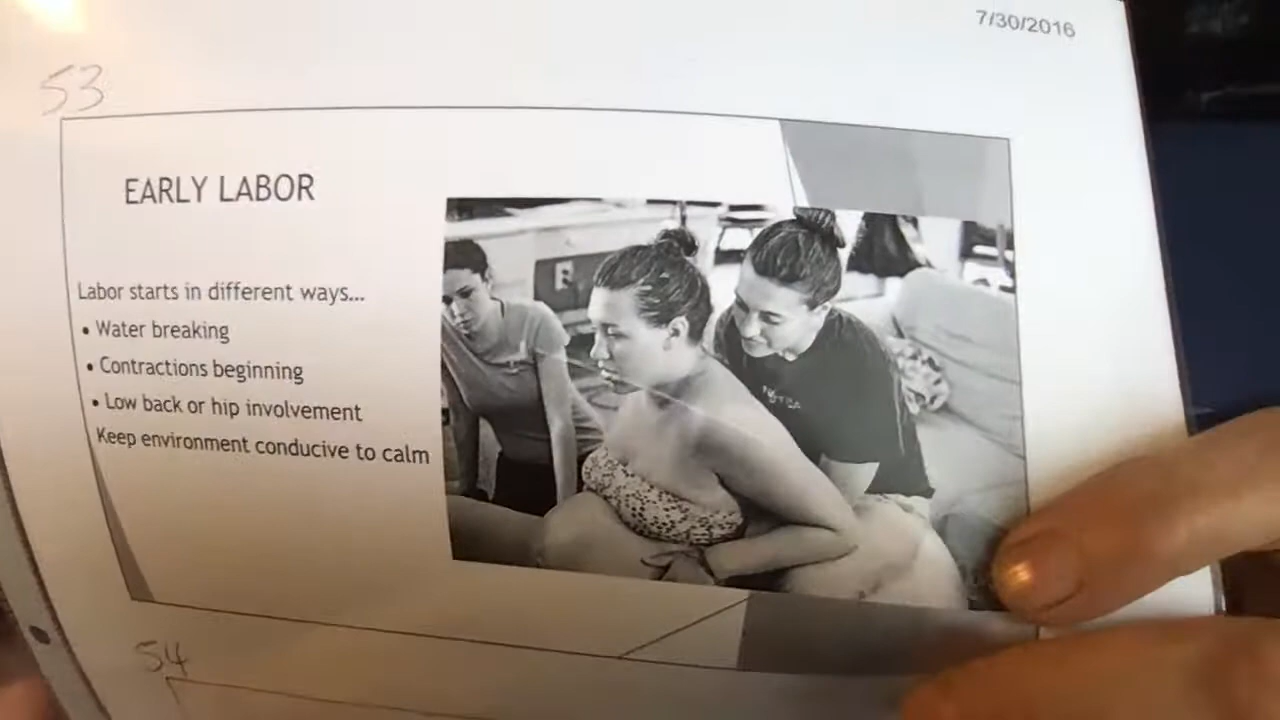 7/30/2016
53
EARLY LABOR
Labor starts in different ways...
• Water breaking
• Contractions beginning
• Low back or hip involvement
Keep environment conducive to calm
54